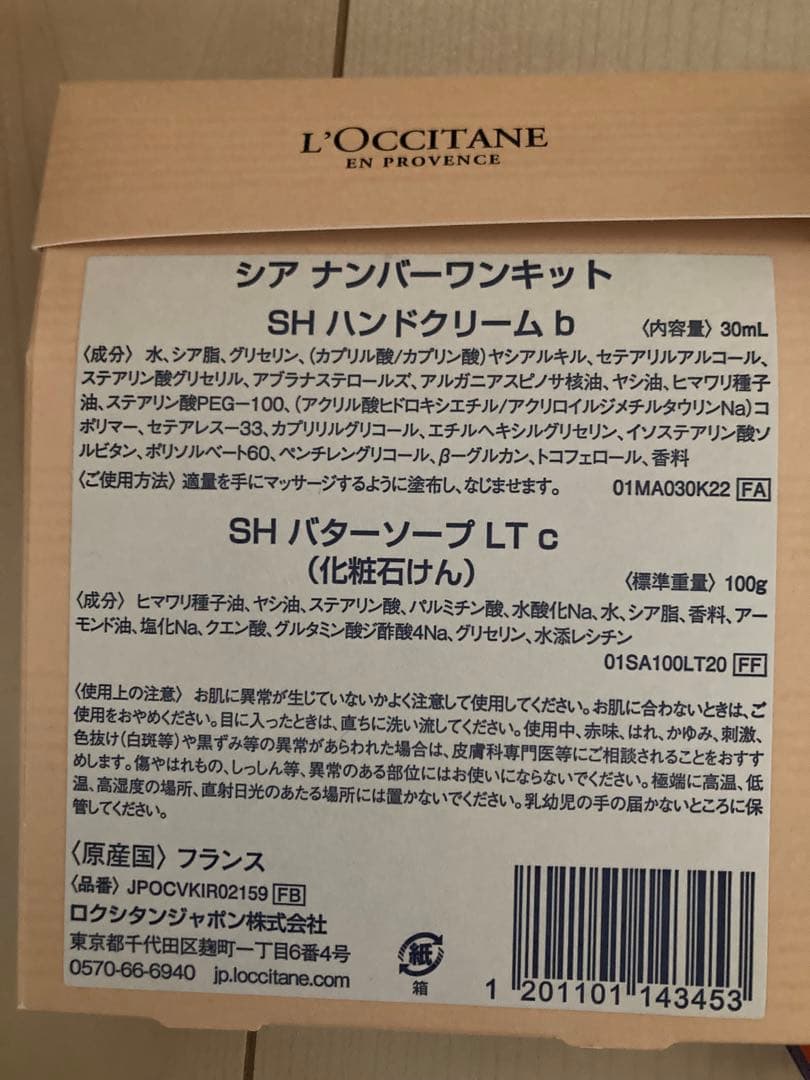 L'OCCITANE
EN PROVENCE
シア ナンバーワンキット
SH ハンドクリーム b 〈内容量〉 30mL
〈成分〉 水、シア脂、グリセリン、(カプリル酸/カプリン酸)ヤシアルキル、セテアリルアルコール、
ステアリン酸グリセリル、アブラナステロールズ、アルガニアスピノサ核油、ヤシ油、ヒマワリ種子
油、ステアリン酸PEG－100、(アクリル酸ヒドロキシエチル/アクリロイルジメチルタウリンNa)コ
ポリマー、セテアレス－33、カプリリルグリコール、エチルヘキシルグリセリン、イソステアリン酸ソ
ルビタン、ポリソルベート60、ペンチレングリコール、β－グルカン、トコフェロール、香料
〈ご使用方法〉 適量を手にマッサージするように塗布し、なじませます。 01MA030K22 FA
SH バターソープ LT c
(化粧石けん) 〈標準重量〉 100g
〈成分〉 ヒマワリ種子油、ヤシ油、ステアリン酸、パルミチン酸、水酸化Na、水、シア脂、香料、アー
モンド油、塩化Na、クエン酸、グルタミン酸ジ酢酸4Na、グリセリン、水添レシチン
01SA100LT20 FF
〈使用上の注意〉 お肌に異常が生じていないかよく注意して使用してください。お肌に合わないときは、ご
使用をおやめください。目に入ったときは、直ちに洗い流してください。使用中、赤味、はれ、かゆみ、刺激、
色抜け(白斑等)や黒ずみ等の異常があらわれた場合は、皮膚科専門医等にご相談されることをおすす
めします。傷やはれもの、しっしん等、異常のある部位にはお使いにならないでください。極端に高温、低
温、高湿度の場所、直射日光のあたる場所には置かないでください。乳幼児の手の届かないところに保
管してください。
〈原産国〉 フランス
〈品番〉 JPOCVKIR02159 FB
ロクシタンジャポン株式会社
東京都千代田区麹町一丁目6番4号
0570-66-6940 jp.loccitane.com
紙
箱
1 201101 143453